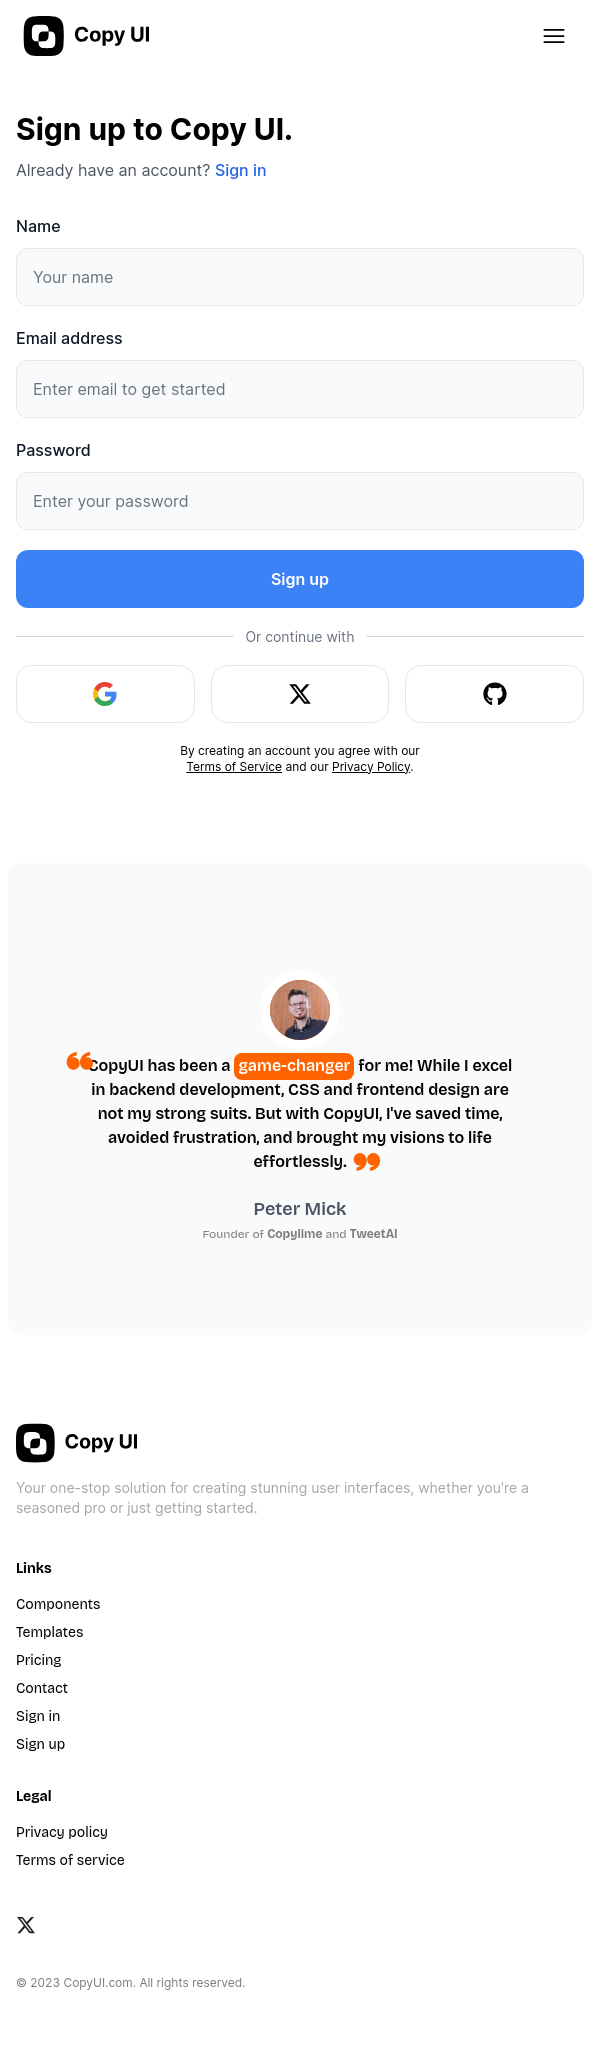 Copy UI
Sign up to Copy UI.
Already have an account? Sign in
Name
Your name
Email address
Enter email to get started
Password
Enter your password
Sign up
Or continue with
By creating an account you agree with our
Terms of Service and our Privacy Policy.
CopyUI has been a game-changer for me! While I excel
in backend development, CSS and frontend design are
not my strong suits. But with CopyUI, I've saved time,
avoided frustration, and brought my visions to life
effortlessly.
Peter Mick
Founder of Copylime and TweetAI
Copy UI
Your one-stop solution for creating stunning user interfaces, whether you're a
seasoned pro or just getting started.
Links
Components
Templates
Pricing
Contact
Sign in
Sign up
Legal
Privacy policy
Terms of service
© 2023 CopyUI.com. All rights reserved.